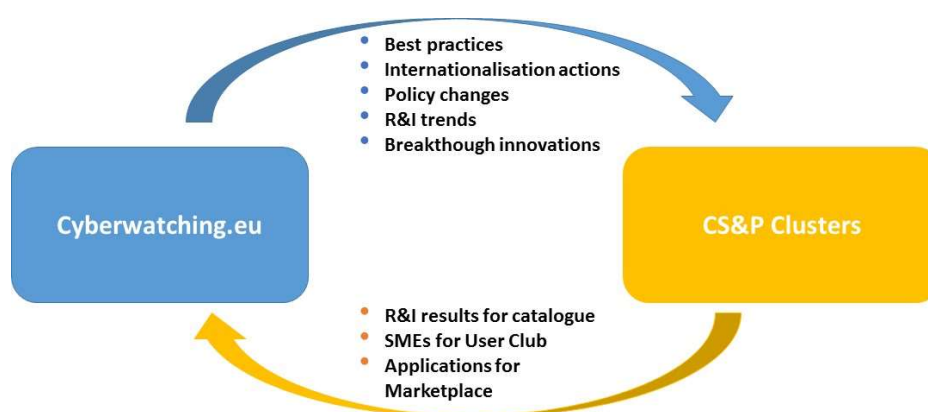 • Best practices
• Internationalisation actions
• Policy changes
• R&I trends
• Breakthough innovations
Cyberwatching.eu
CS&P Clusters
• R&I results for catalogue
• SMEs for User Club
• Applications for
Marketplace